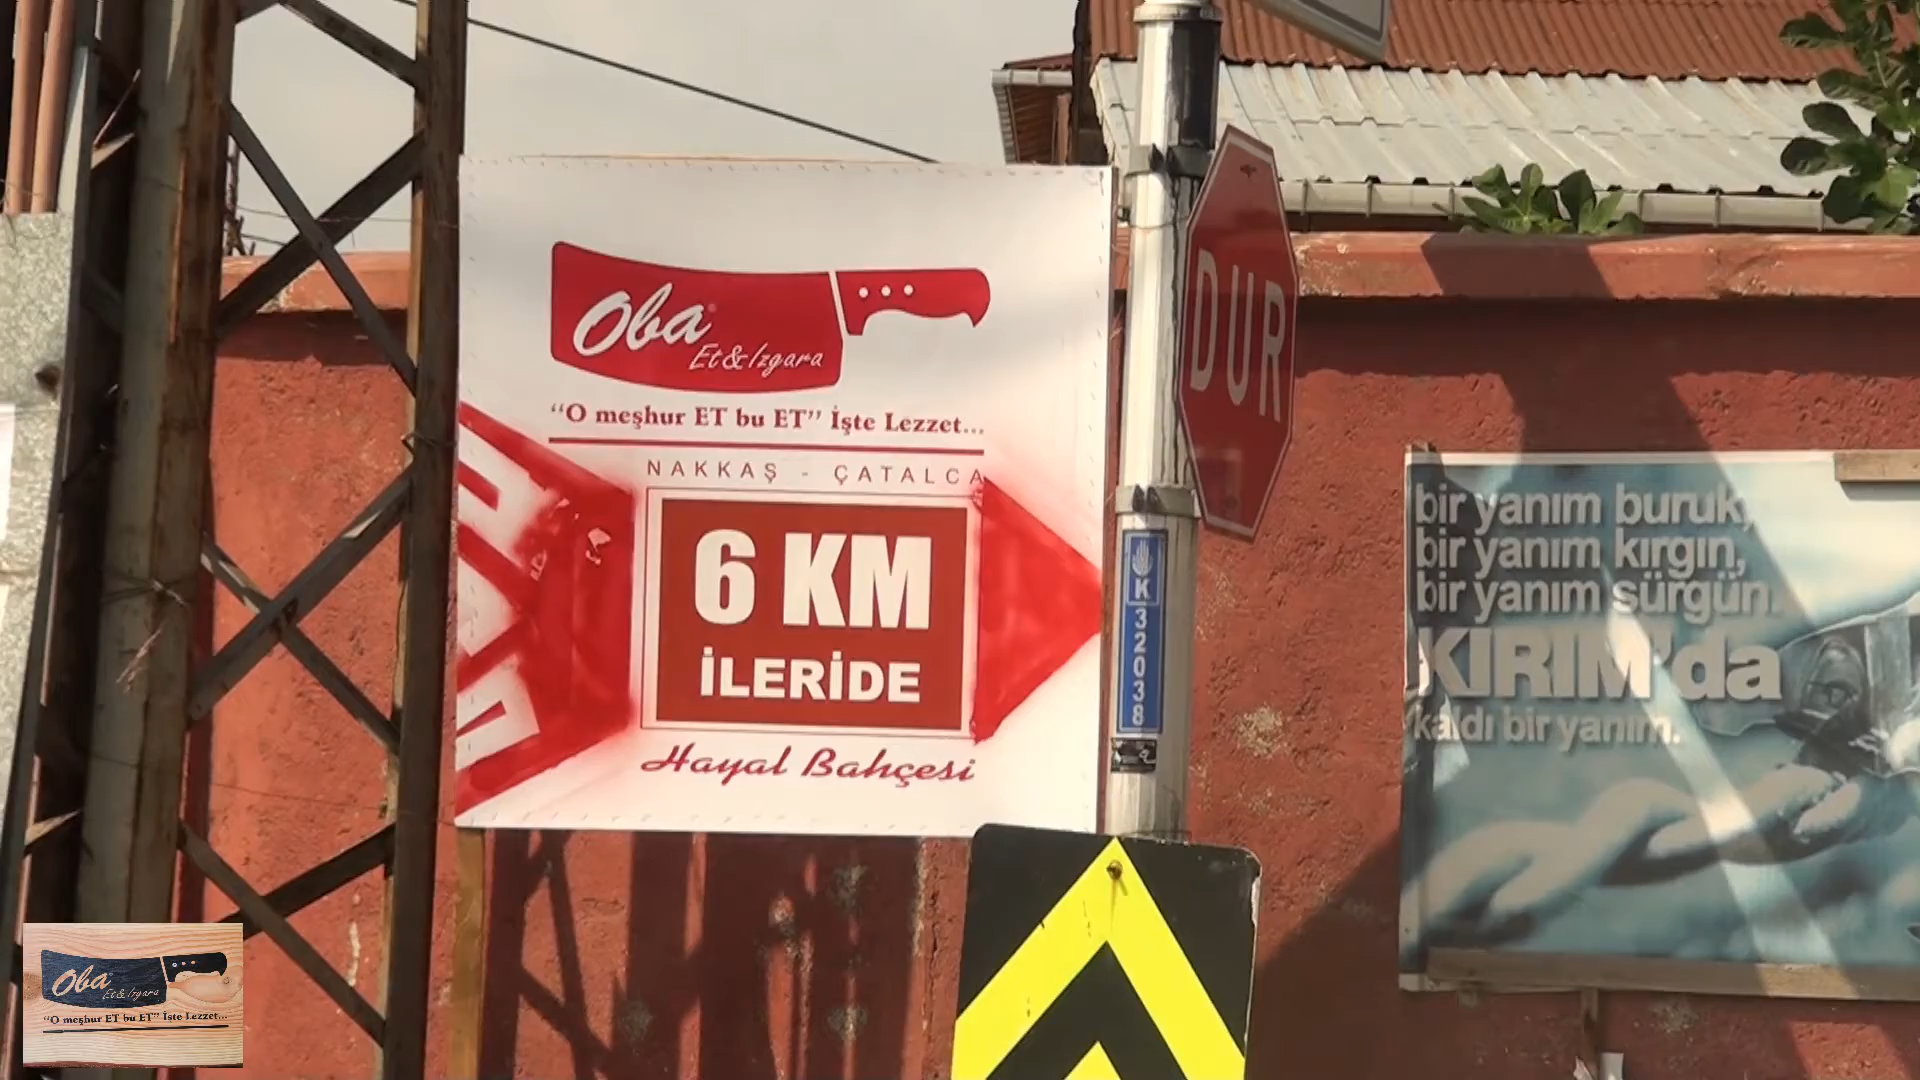 Oba
Et&Izgara
“O meşhur ET bu ET” İşte Lezzet...
NAKKAŞ - ÇATALCA
6 KM
İLERİDE
Hayal Bahçesi
DUR
K
32038
bir yanım buruk,
bir yanım kırgın,
bir yanım sürgün.
KIRIM'da
kaldı bir yanım.
Oba
Et&Izgara
“O meşhur ET bu ET” İşte Lezzet...